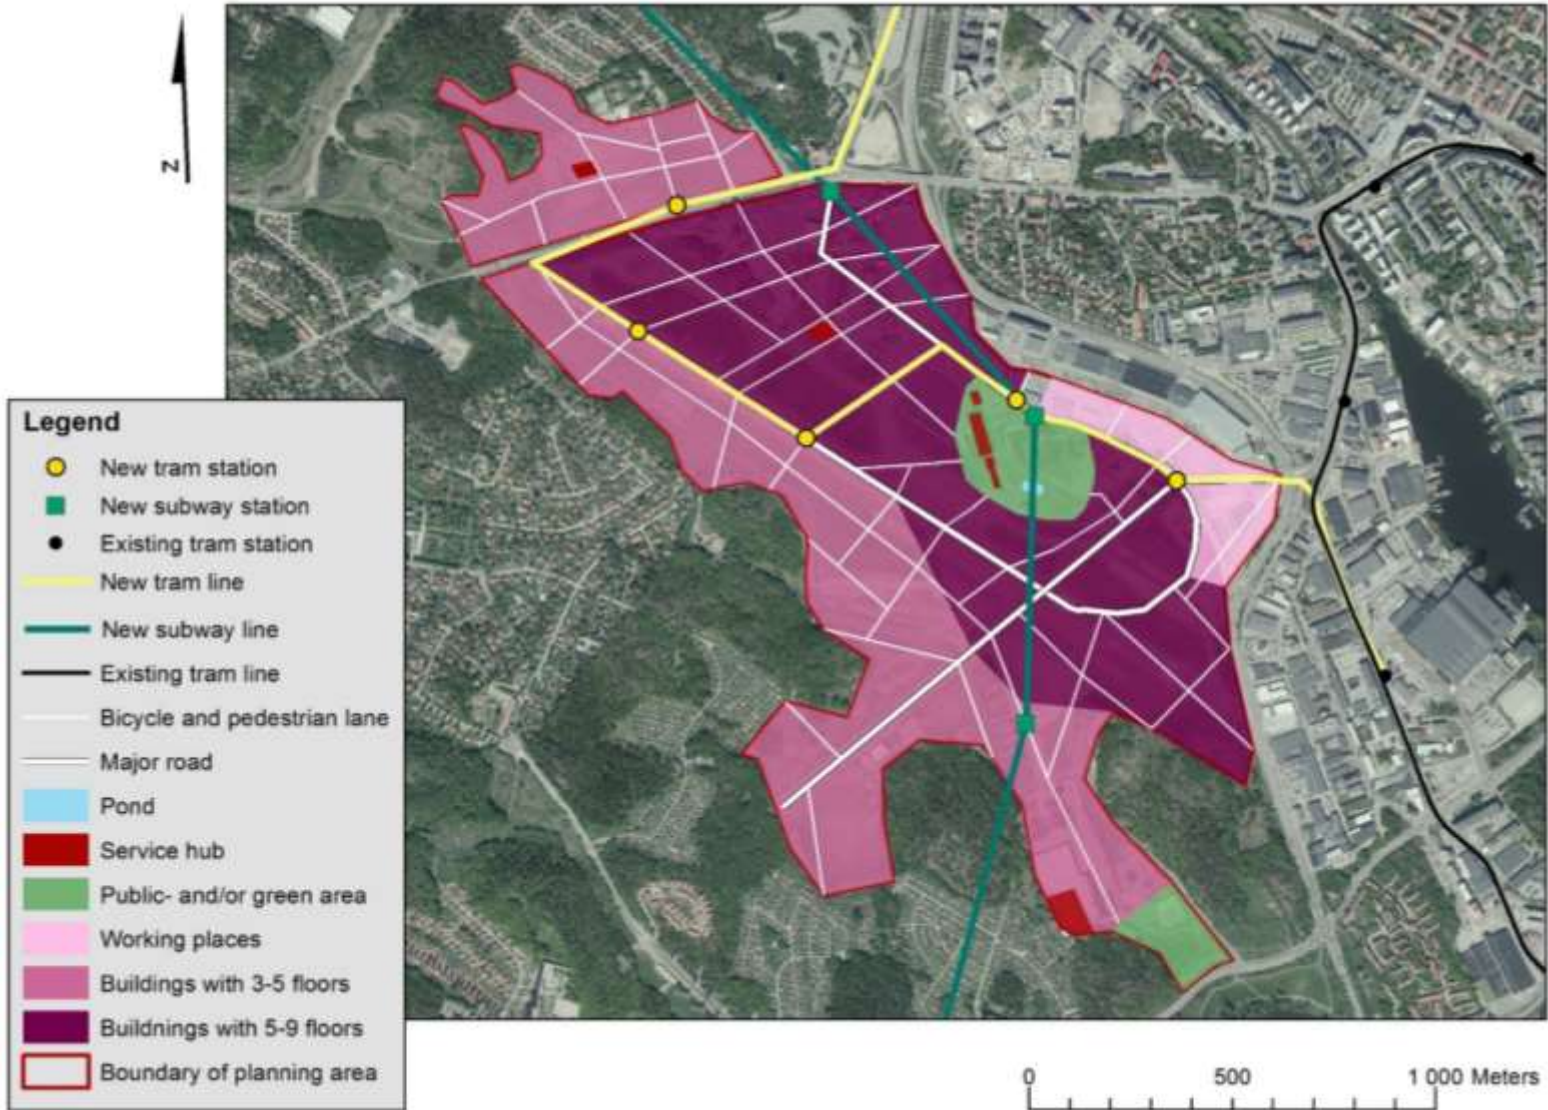 Z
Legend
New tram station
New subway station
Existing tram station
New tram line
New subway line
Existing tram line
Bicycle and pedestrian lane
Major road
Pond
Service hub
Public- and/or green area
Working places
Buildings with 3-5 floors
Buildnings with 5-9 floors
Boundary of planning area
0 500 1 000 Meters